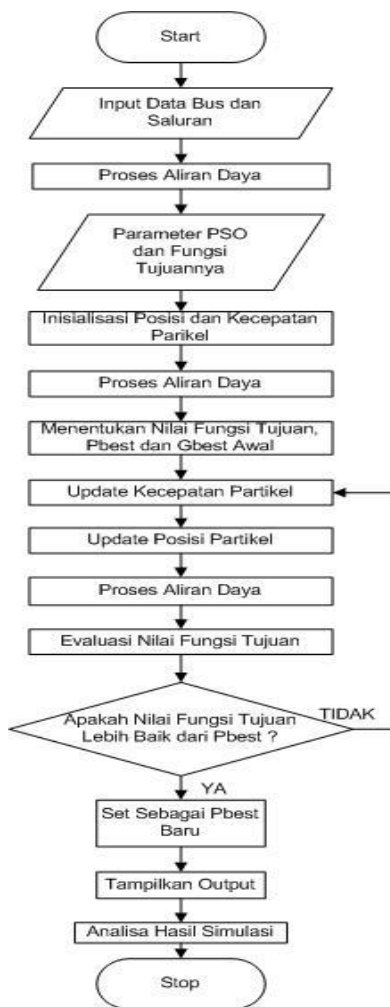 Start
Input Data Bus dan
Saluran
Proses Aliran Daya
Parameter PSO
dan Fungsi
Tujuannya
Inisialisasi Posisi dan Kecepatan
Parikel
Proses Aliran Daya
Menentukan Nilai Fungsi Tujuan,
Pbest dan Gbest Awal
Update Kecepatan Partikel
Update Posisi Partikel
Proses Aliran Daya
Evaluasi Nilai Fungsi Tujuan
Apakah Nilai Fungsi Tujuan
Lebih Baik dari Pbest ?
TIDAK
YA
Set Sebagai Pbest
Baru
Tampilkan Output
Analisa Hasil Simulasi
Stop